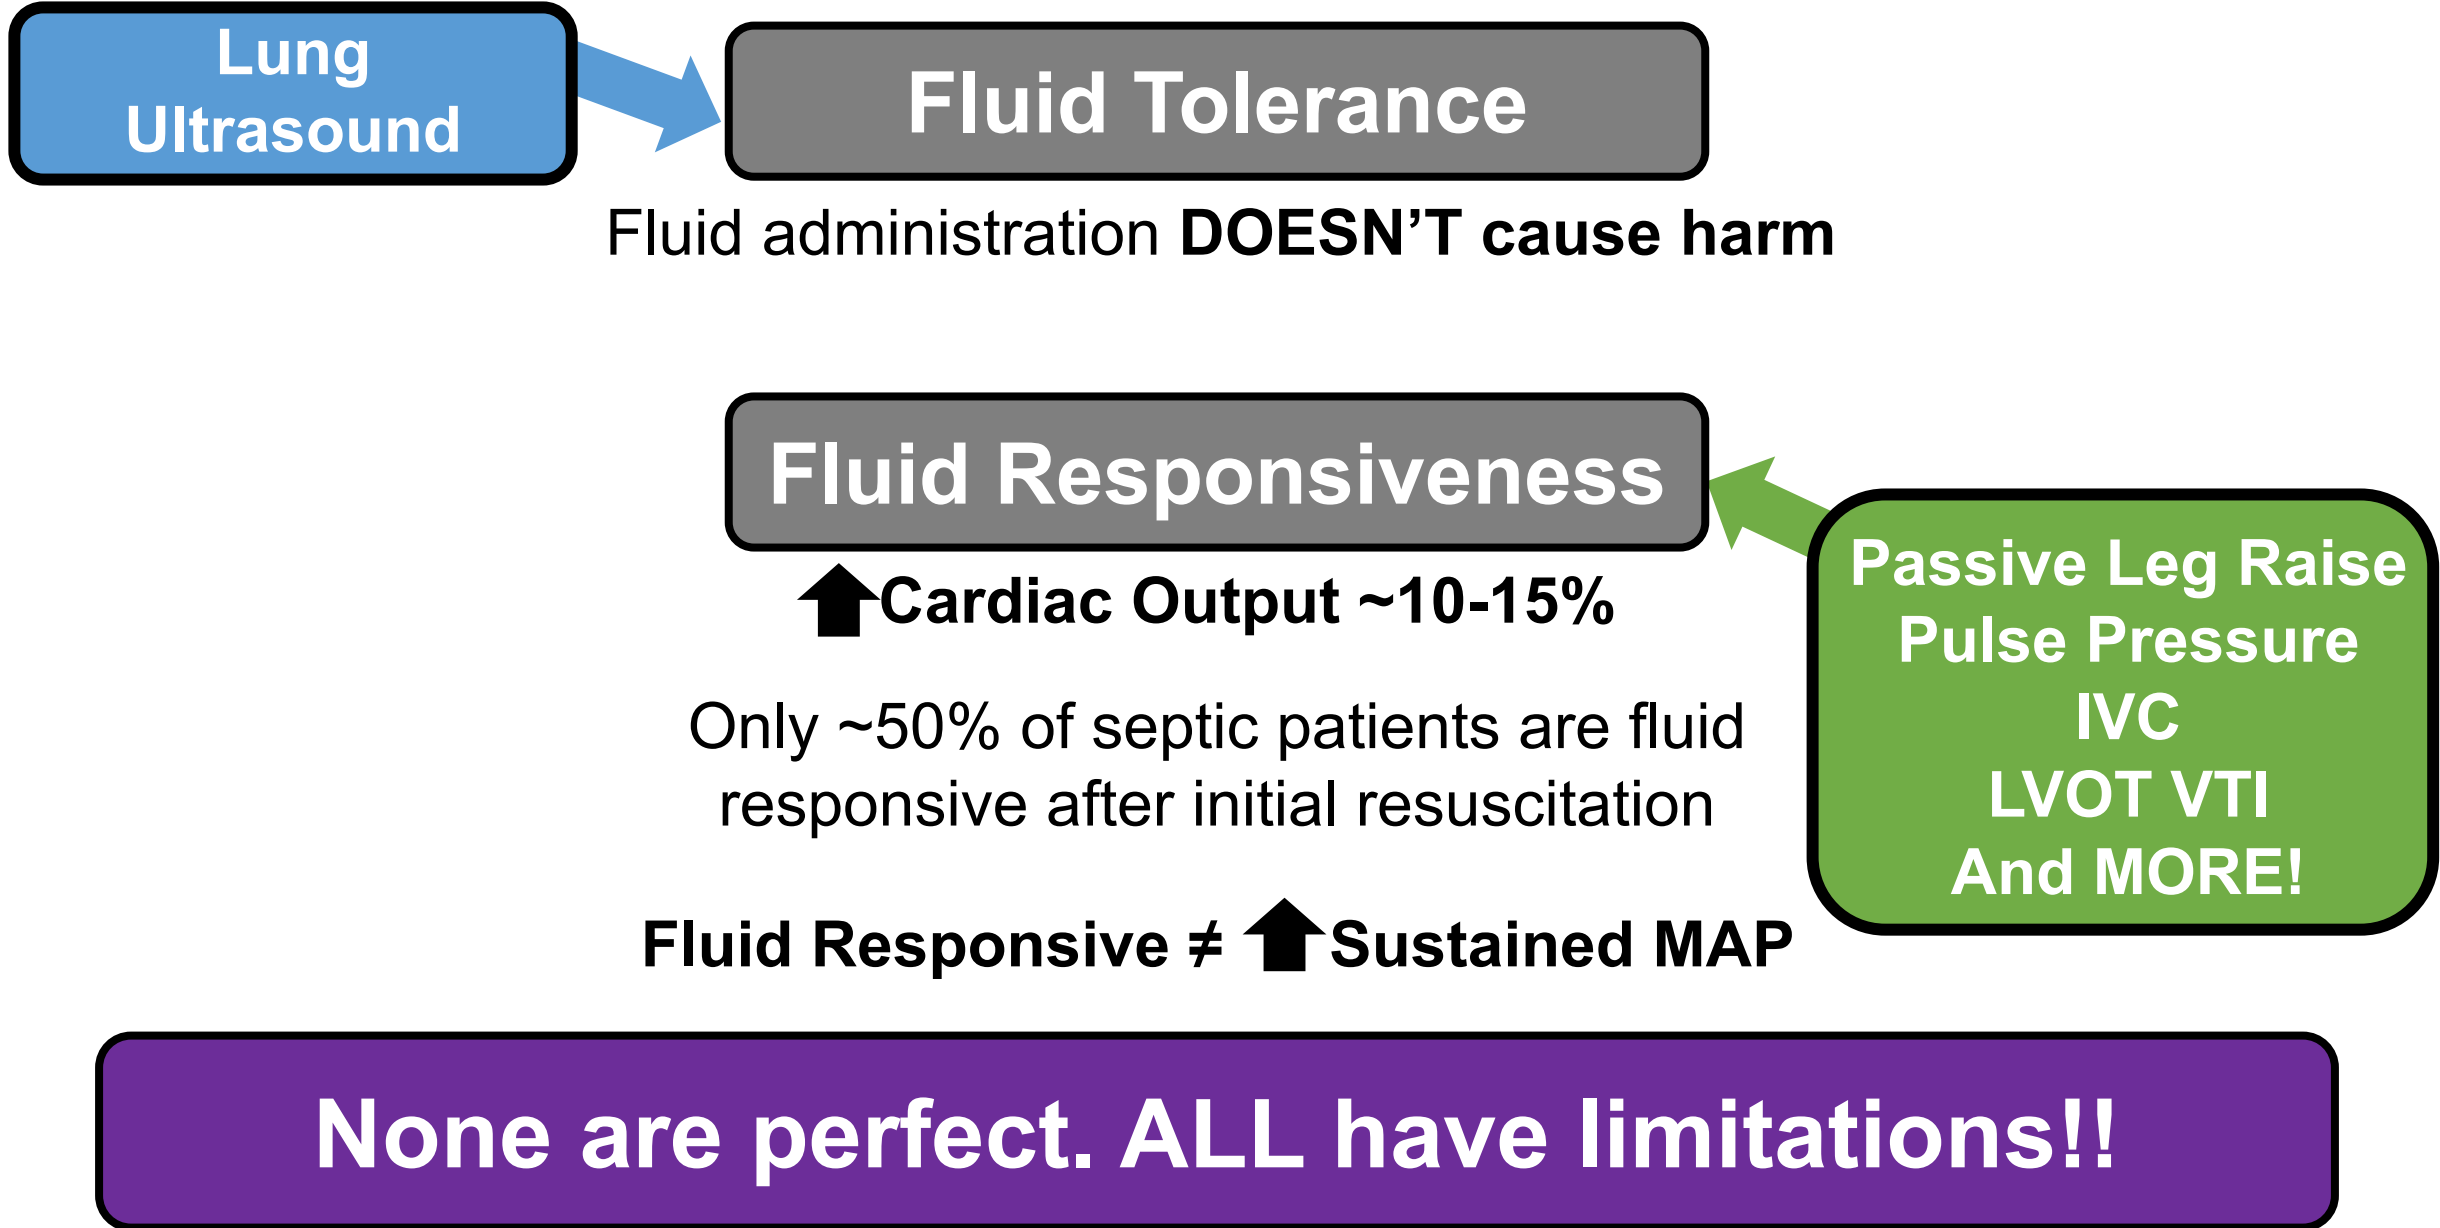 Lung
Ultrasound
Fluid Tolerance
Fluid administration DOESN’T cause harm
Fluid Responsiveness
Cardiac Output ~10-15%
Only ~50% of septic patients are fluid
responsive after initial resuscitation
Fluid Responsive ≠ Sustained MAP
Passive Leg Raise
Pulse Pressure
IVC
LVOT VTI
And MORE!
None are perfect. ALL have limitations!!